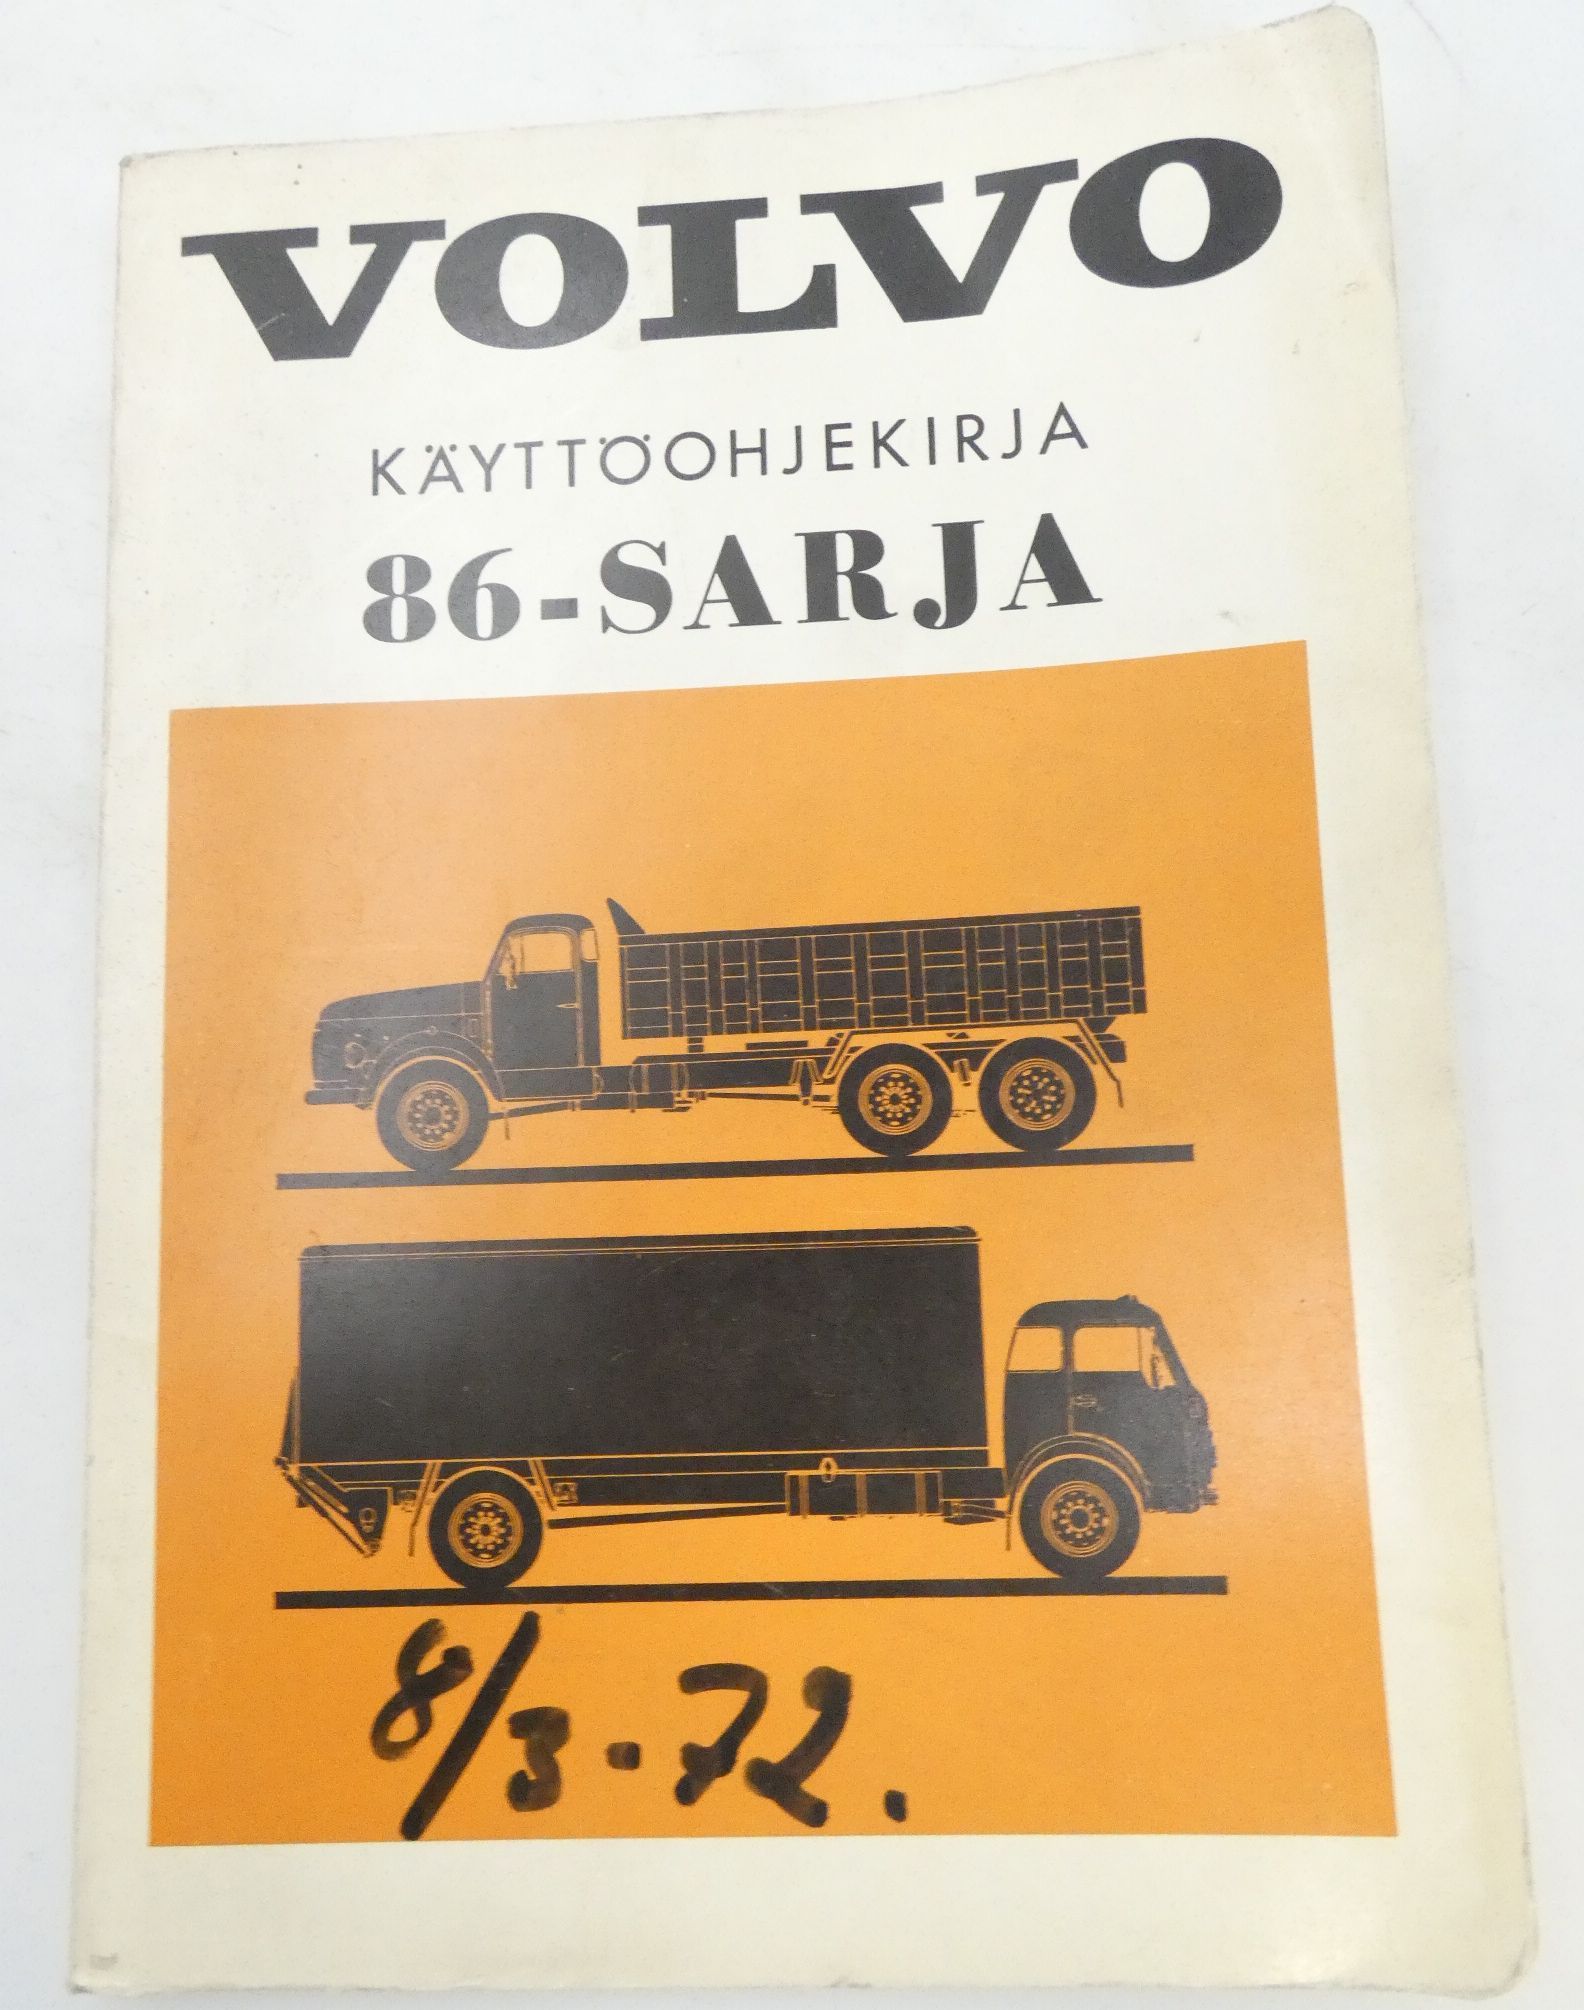 VOLVO
KÄYTTÖOHJEKIRJA
86-SARJA
8/3-72.